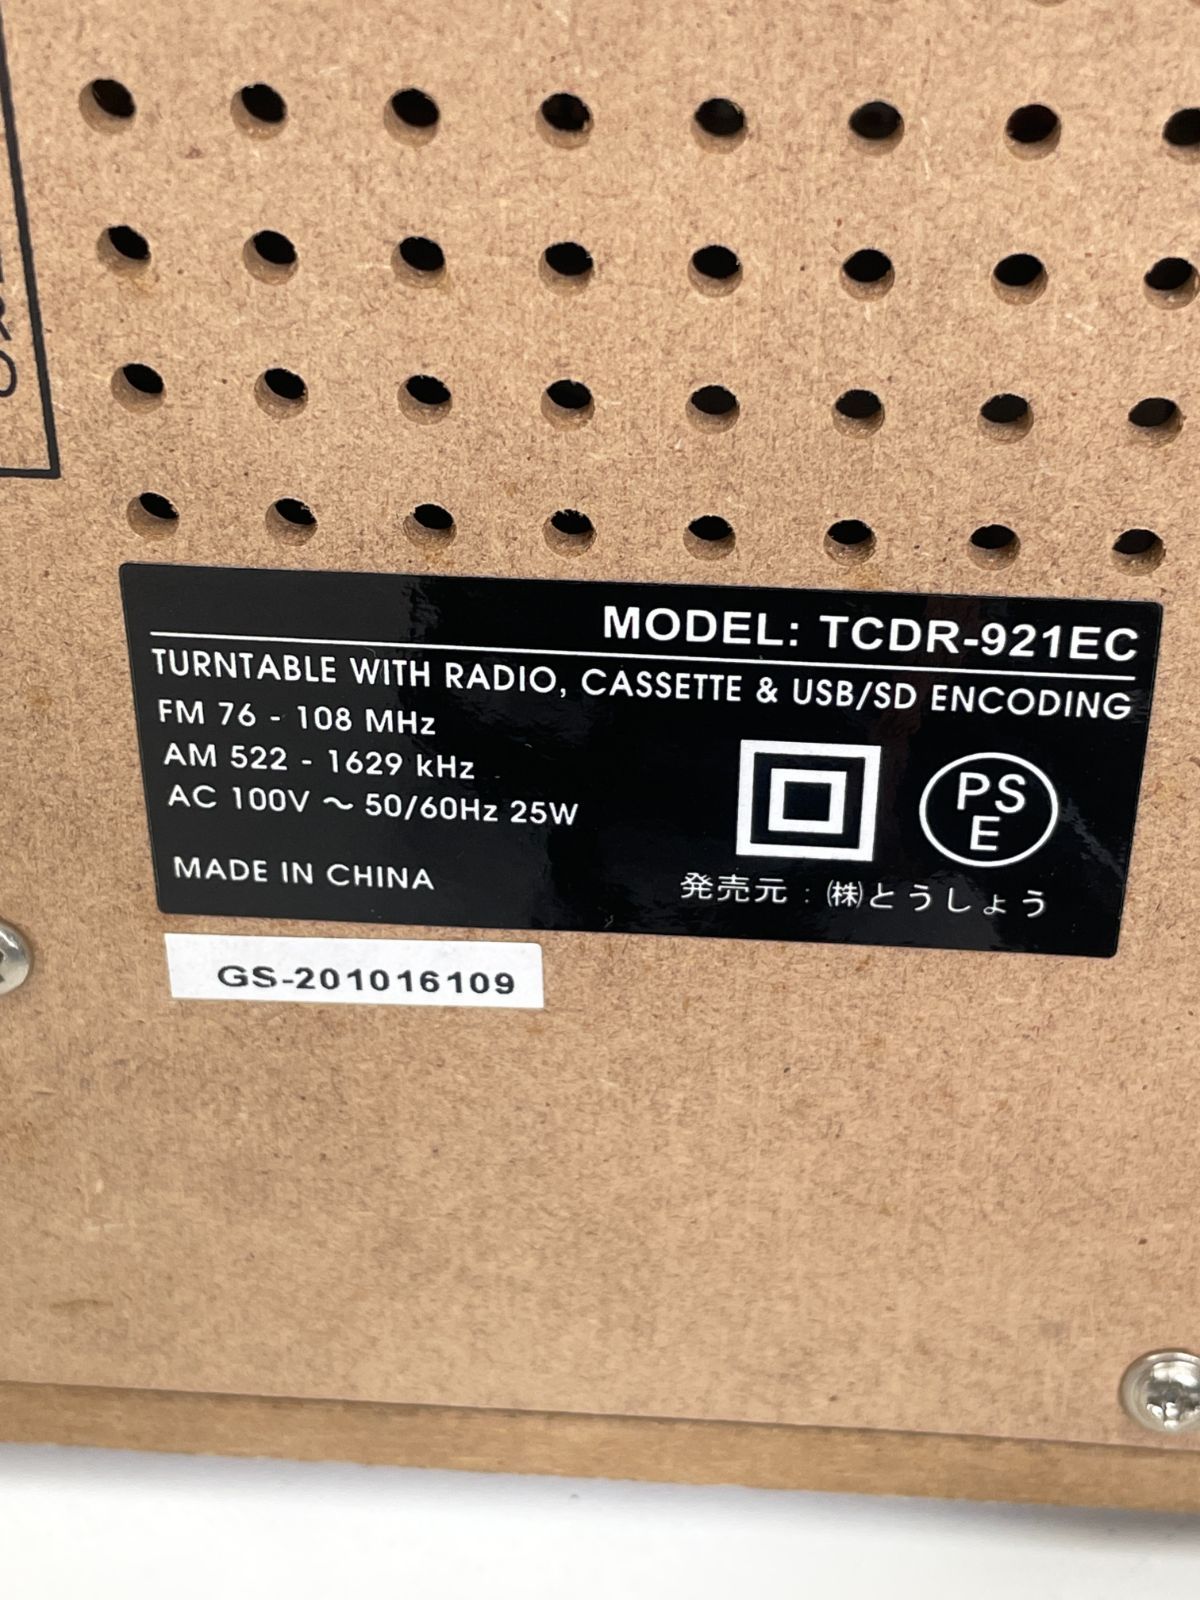 MODEL: TCDR-921EC
TURNTABLE WITH RADIO, CASSETTE & USB/SD ENCODING
FM 76 - 108 MHz
AM 522 - 1629 kHz
AC 100V ～ 50/60Hz 25W
PS
E
MADE IN CHINA
発売元：㈱とうしょう
GS-201016109